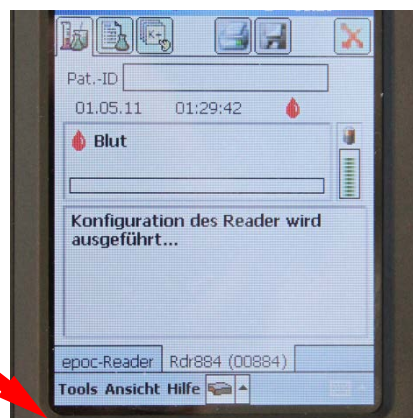 K+
Pat.-ID
01.05.11 01:29:42
Blut
Konfiguration des Reader wird
ausgeführt...
epoc-Reader Rdr884 (00884)
Tools Ansicht Hilfe